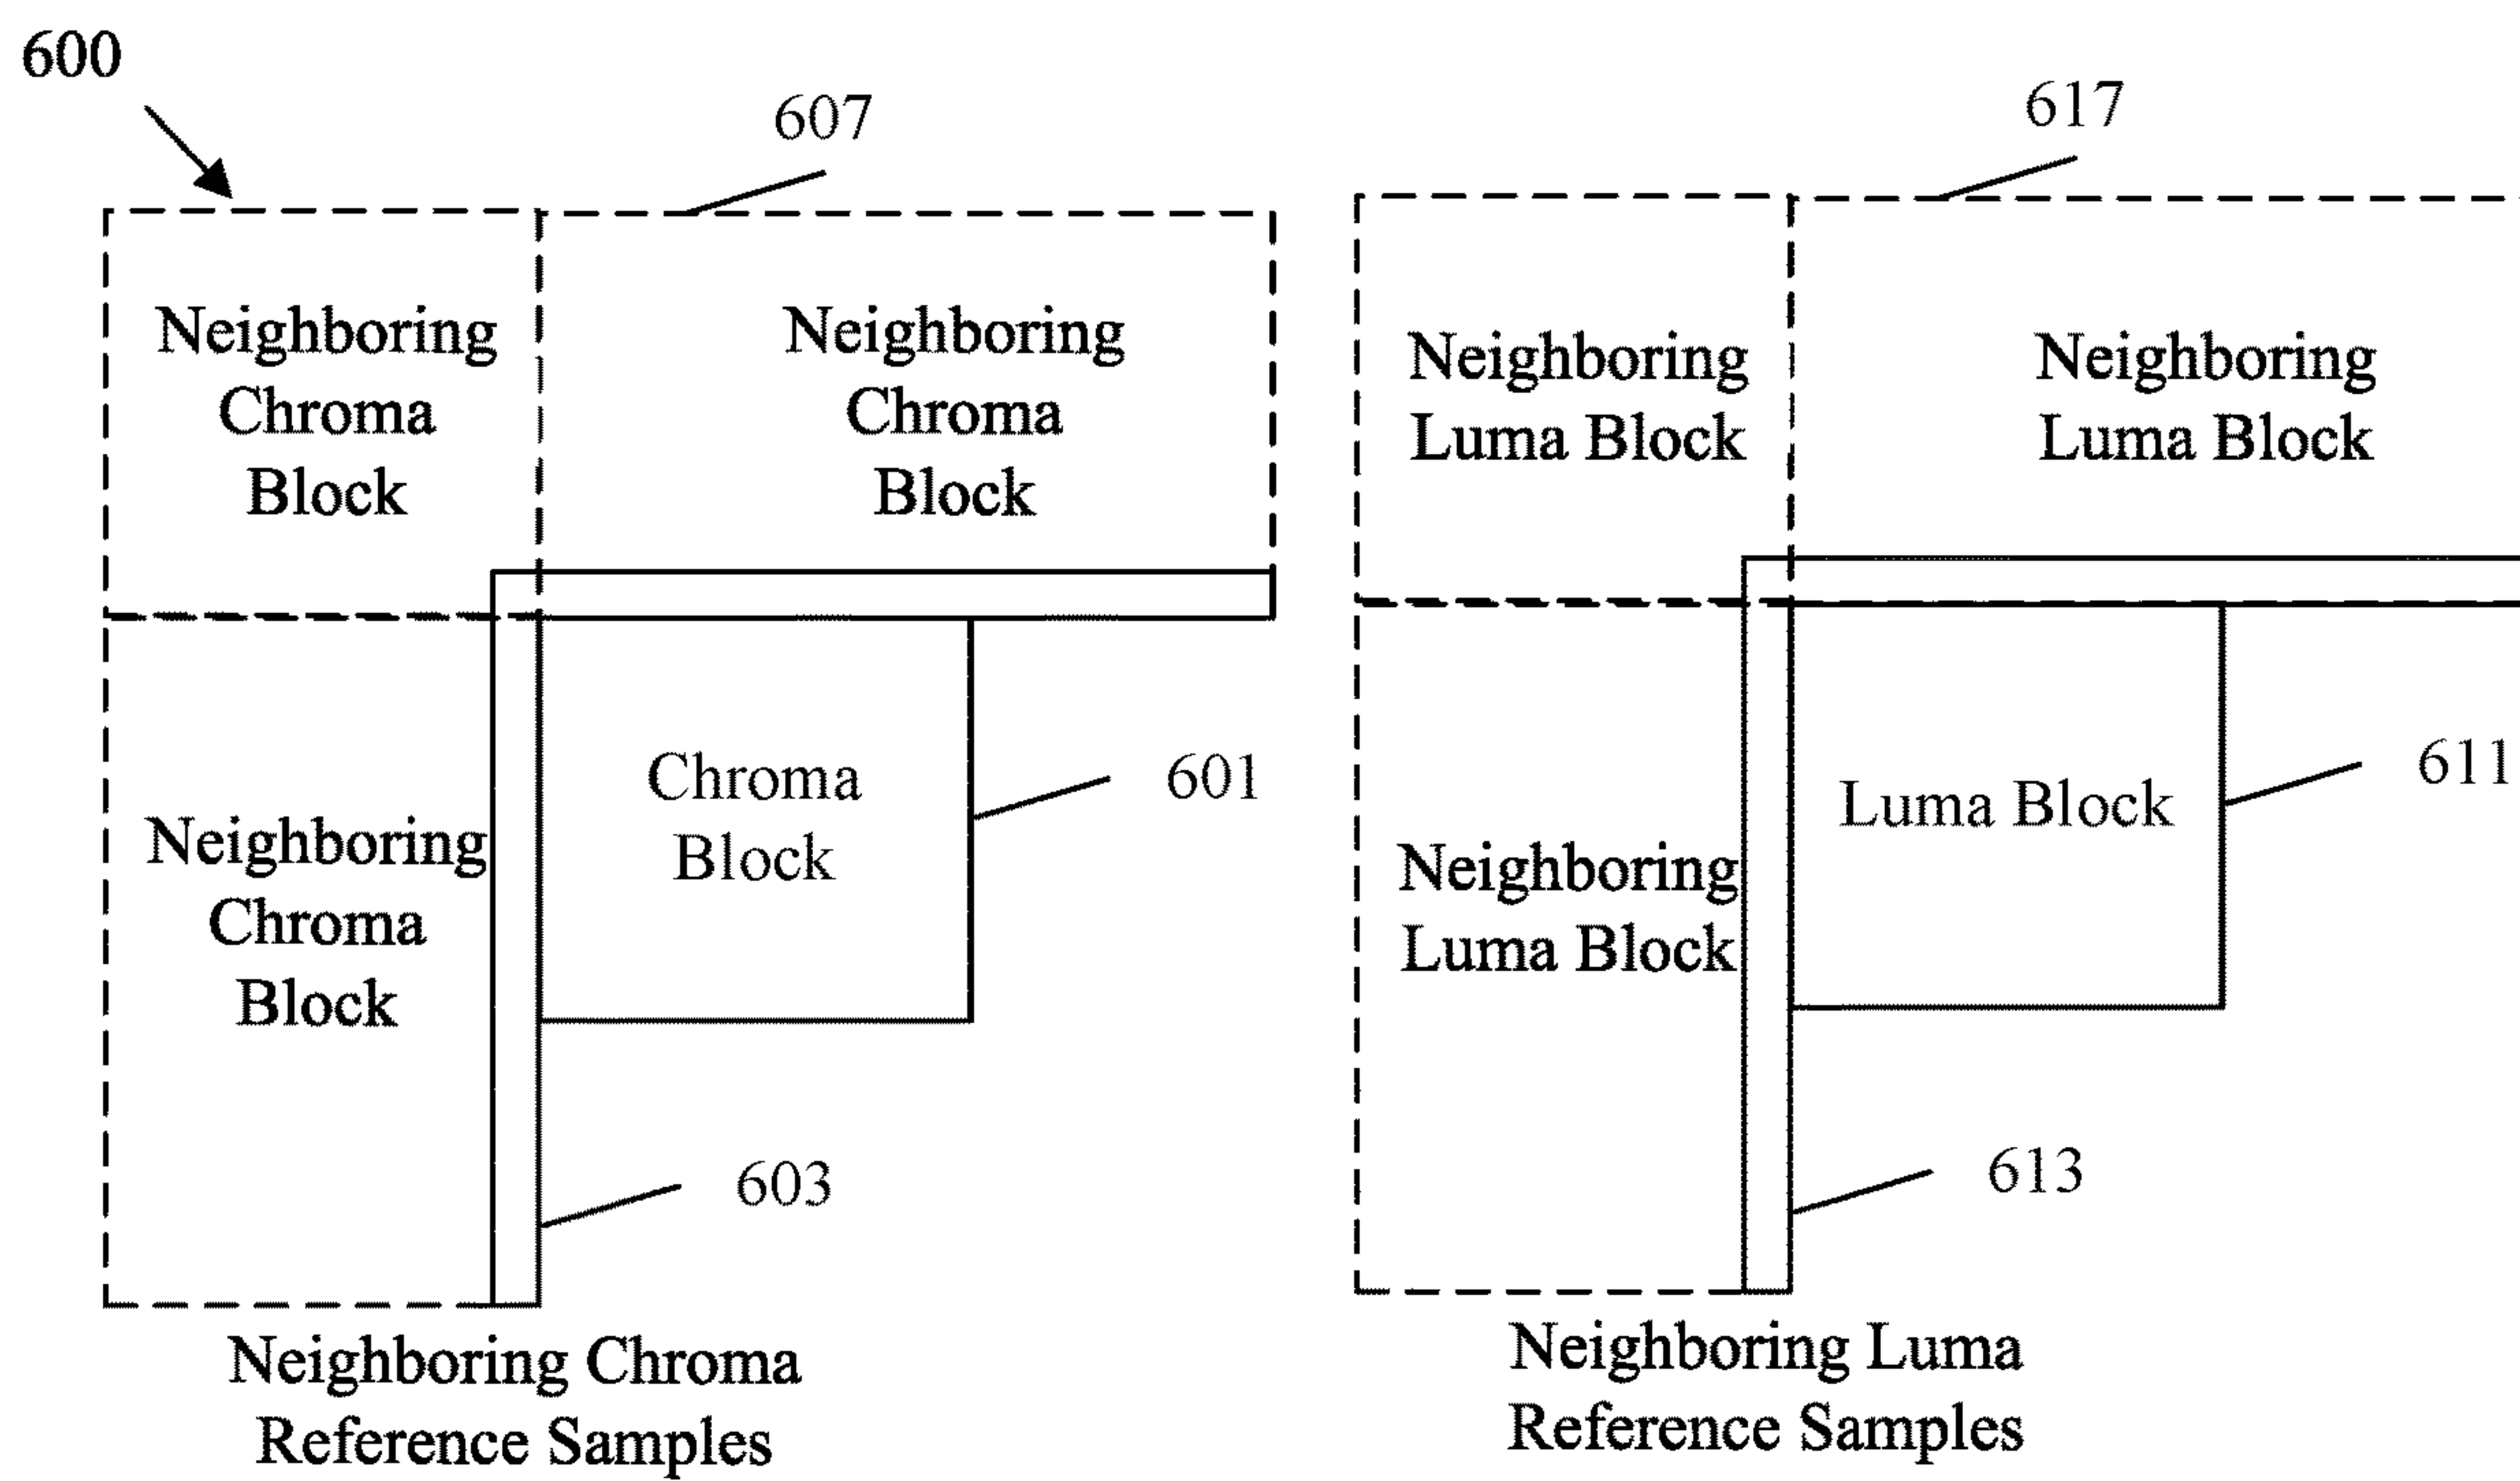 600
607
617
Neighboring
Chroma
Block
Neighboring
Chroma
Block
Neighboring
Luma Block
Neighboring
Luma Block
Chroma
Block
601
Luma Block
611
Neighboring
Chroma
Block
Neighboring
Luma Block
603
613
Neighboring Chroma
Reference Samples
Neighboring Luma
Reference Samples